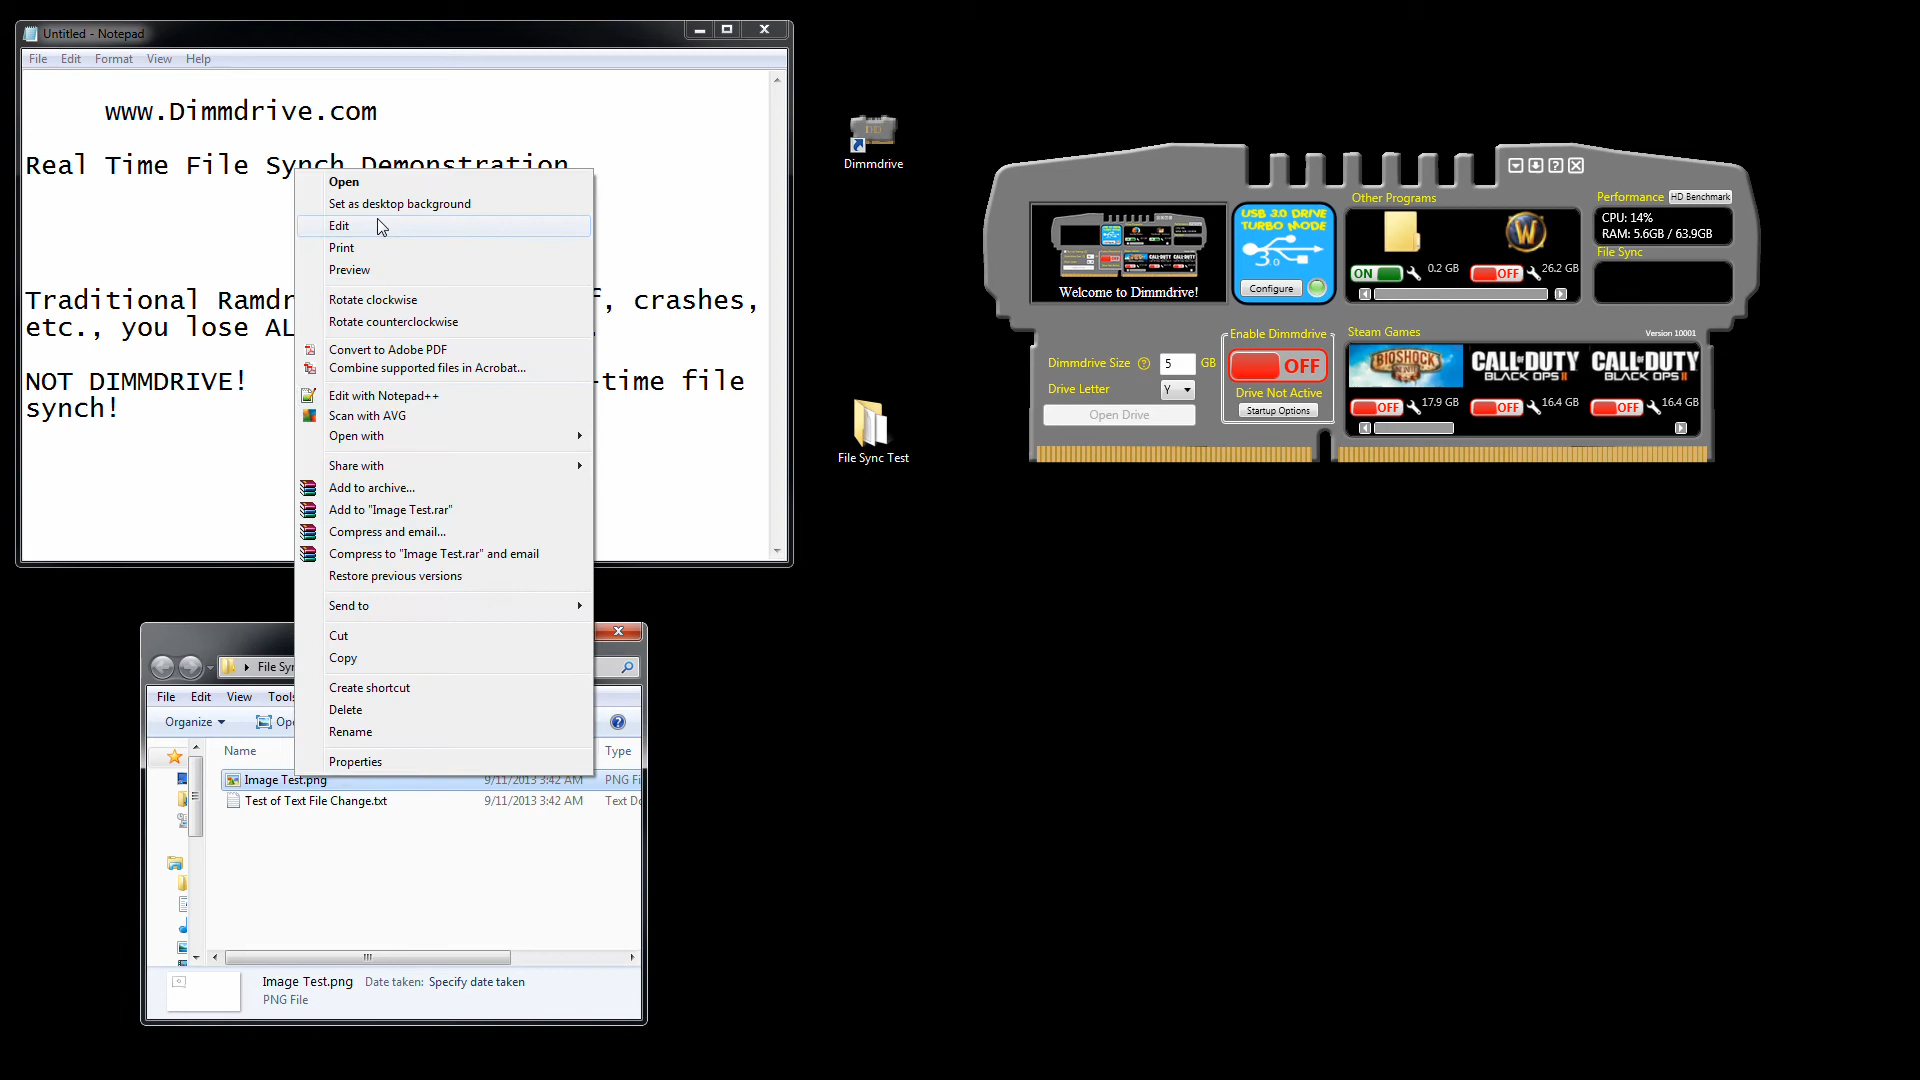 Untitled - Notepad
File Edit Format View Help
www.Dimmdrive.com
Real Time File Synch Demonstration
Traditional Ramdr
f, crashes,
etc., you lose AL
NOT DIMMDRIVE!
-time file
synch!
Open
Set as desktop background
Edit
Print
Preview
Rotate clockwise
Rotate counterclockwise
Convert to Adobe PDF
Combine supported files in Acrobat...
Edit with Notepad++
Scan with AVG
Open with
Share with
Add to archive...
Add to "Image Test.rar"
Compress and email...
Compress to "Image Test.rar" and email
Restore previous versions
Send to
Cut
Copy
Create shortcut
Delete
Rename
Properties
File Syn
File Edit View Tools
Organize Ope
Name Type
Image Test.png 9/11/2013 3:42 AM PNG Fi
Test of Text File Change.txt 9/11/2013 3:42 AM Text Do
Image Test.png Date taken: Specify date taken
PNG File
Dimmdrive
File Sync Test
Welcome to Dimmdrive!
USB 3.0 DRIVE
TURBO MODE
3.0
Configure
Other Programs
ON 0.2 GB OFF 26.2 GB
Performance HD Benchmark
CPU: 14%
RAM: 5.6GB / 63.9GB
File Sync
Dimmdrive Size 5 GB
Drive Letter Y
Open Drive
Enable Dimmdrive
OFF
Drive Not Active
Startup Options
Steam Games Version 10001
BIOSHOCK
INFINITE
CALL OF DUTY
BLACK OPS II
CALL OF DUTY
BLACK OPS II
OFF 17.9 GB OFF 16.4 GB OFF 16.4 GB